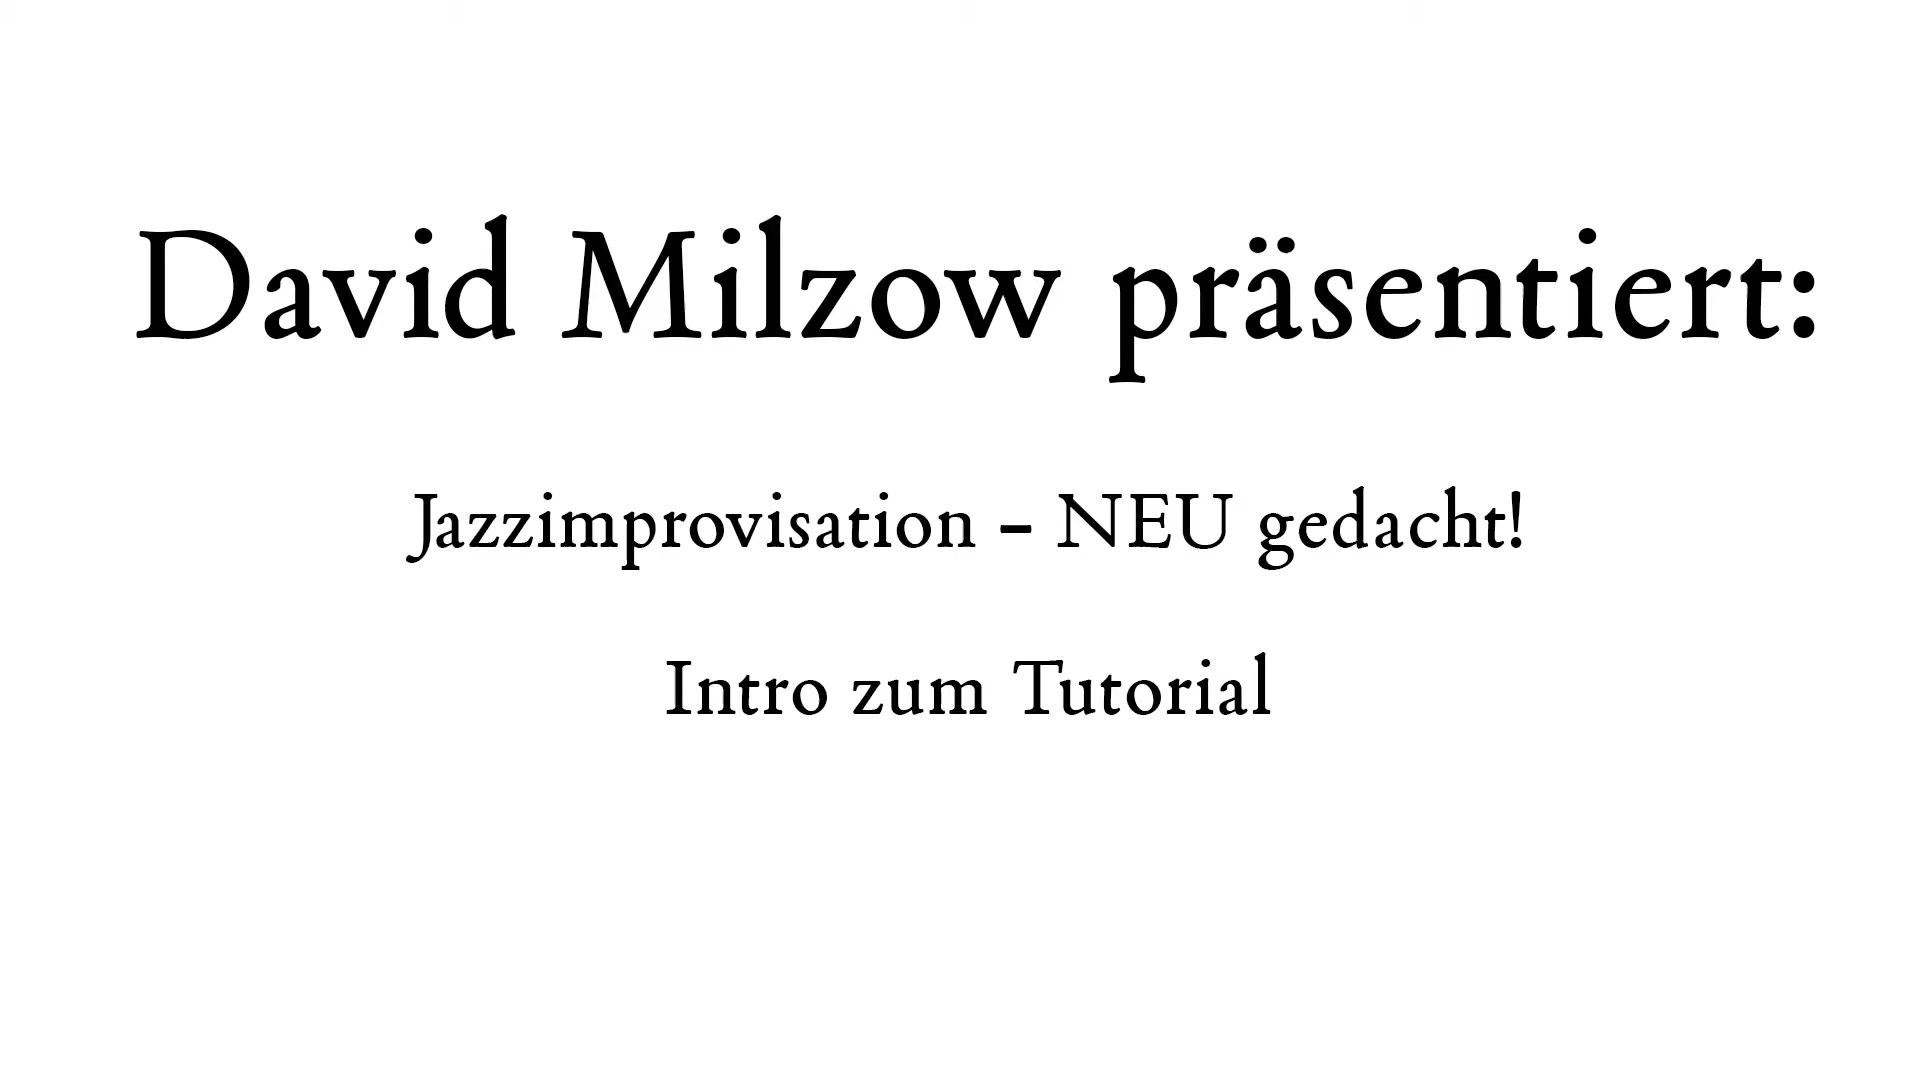 David Milzow präsentiert:
Jazzimprovisation – NEU gedacht!
Intro zum Tutorial